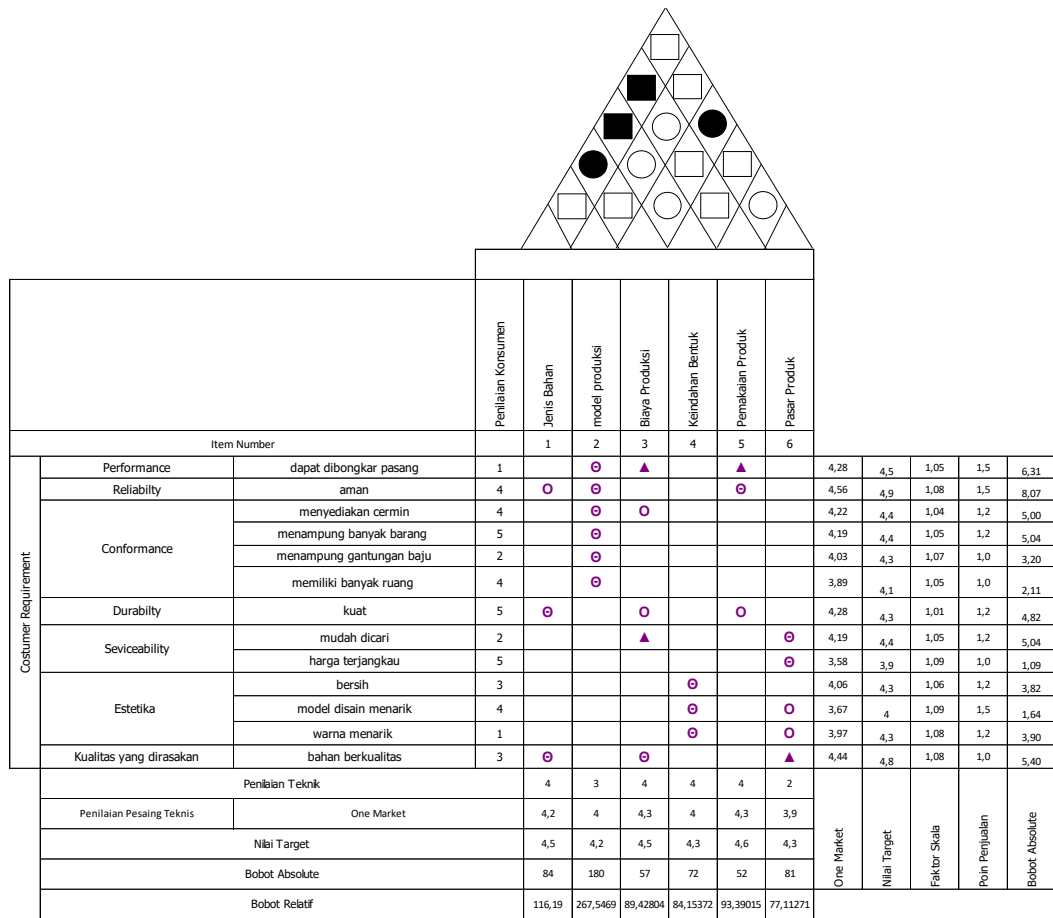 Penilaian Konsumen
Jenis Bahan
model produksi
Biaya Produksi
Keindahan Bentuk
Pemakaian Produk
Pasar Produk
Item Number 1 2 3 4 5 6
Costumer Requirement
Performance dapat dibongkar pasang 1 Θ ▲ ▲ 4,28 4,5 1,05 1,5 6,31
Reliabilty aman 4 O Θ Θ 4,56 4,9 1,08 1,5 8,07
Conformance
menyediakan cermin 4 Θ O 4,22 4,4 1,04 1,2 5,00
menampung banyak barang 5 Θ 4,19 4,4 1,05 1,2 5,04
menampung gantungan baju 2 Θ 4,03 4,3 1,07 1,0 3,20
memiliki banyak ruang 4 Θ 3,89 4,1 1,05 1,0 2,11
Durabilty kuat 5 Θ O O 4,28 4,3 1,01 1,2 4,82
Seviceability
mudah dicari 2 ▲ Θ 4,19 4,4 1,05 1,2 5,04
harga terjangkau 5 Θ 3,58 3,9 1,09 1,0 1,09
Estetika
bersih 3 Θ 4,06 4,3 1,06 1,2 3,82
model disain menarik 4 Θ O 3,67 4 1,09 1,5 1,64
warna menarik 1 Θ O 3,97 4,3 1,08 1,2 3,90
Kualitas yang dirasakan bahan berkualitas 3 Θ Θ ▲ 4,44 4,8 1,08 1,0 5,40
Penilaian Teknik 4 3 4 4 4 2
Penilaian Pesaing Teknis One Market 4,2 4 4,3 4 4,3 3,9
Nilai Target 4,5 4,2 4,5 4,3 4,6 4,3
Bobot Absolute 84 180 57 72 52 81
Bobot Relatif 116,19 267,5469 89,42804 84,15372 93,39015 77,11271
One Market
Nilai Target
Faktor Skala
Poin Penjualan
Bobot Absolute